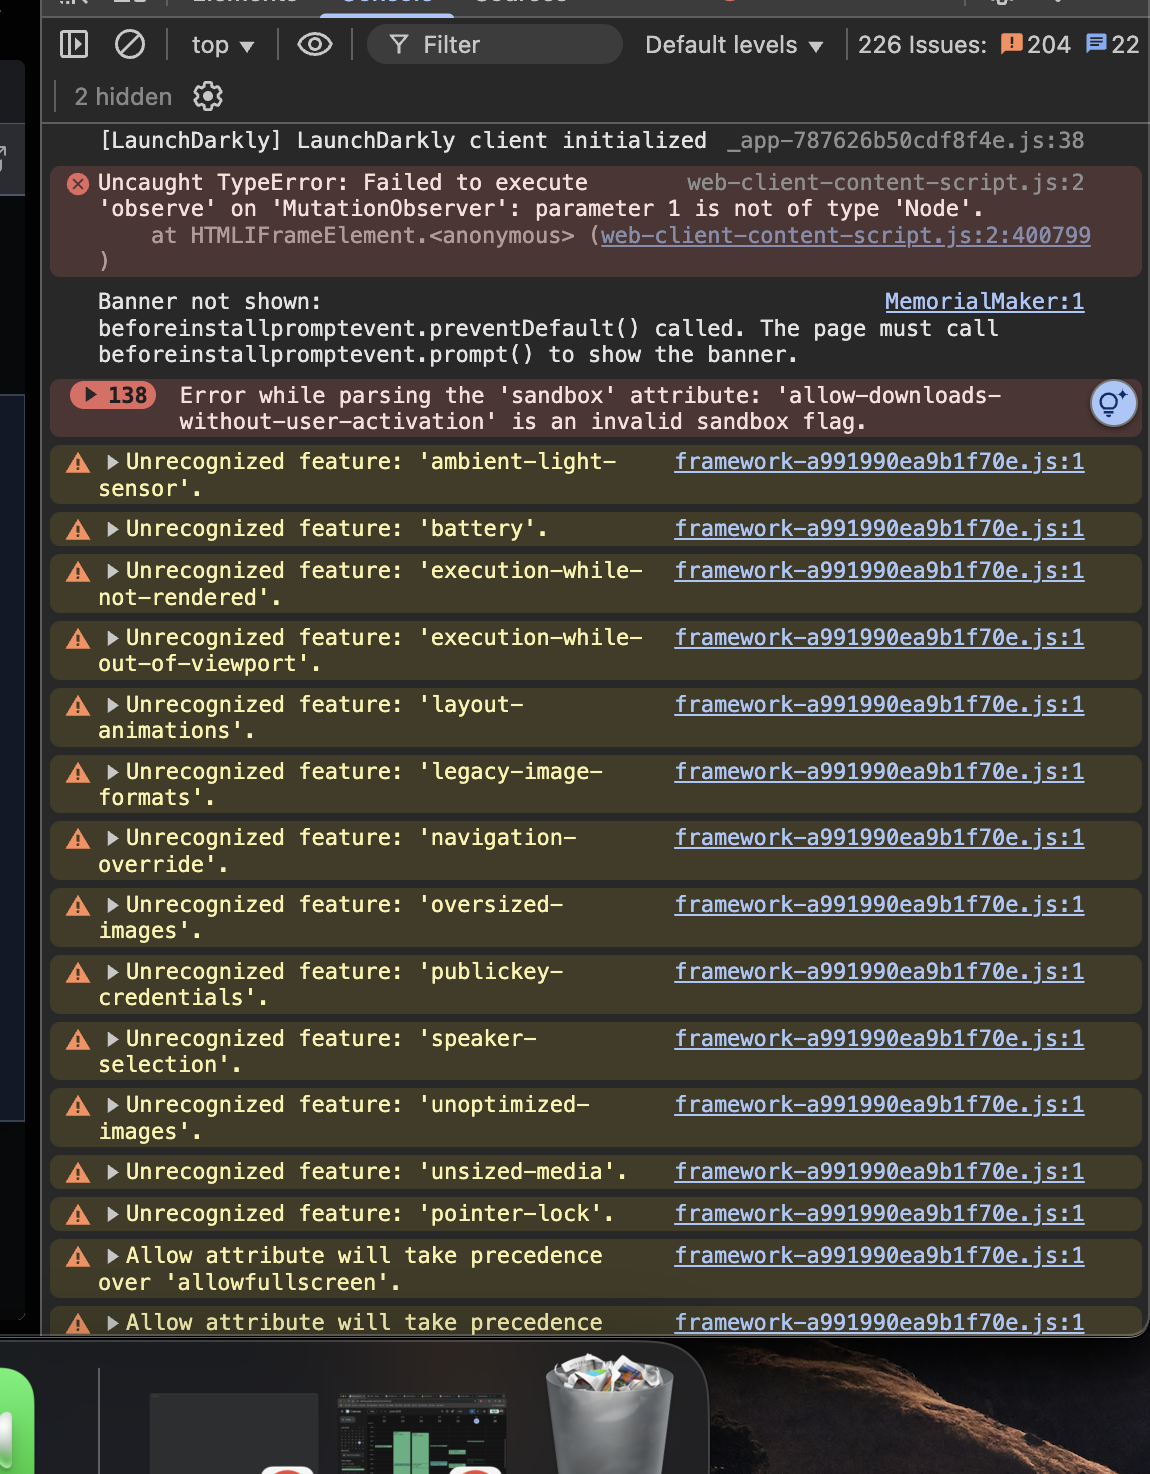 top
Filter
Default levels
226 Issues: 204 22
2 hidden
[LaunchDarkly] LaunchDarkly client initialized _app-787626b50cdf8f4e.js:38
Uncaught TypeError: Failed to execute web-client-content-script.js:2
'observe' on 'MutationObserver': parameter 1 is not of type 'Node'.
at HTMLIFrameElement.<anonymous> (web-client-content-script.js:2:400799
)
Banner not shown: MemorialMaker:1
beforeinstallpromptevent.preventDefault() called. The page must call
beforeinstallpromptevent.prompt() to show the banner.
138 Error while parsing the 'sandbox' attribute: 'allow-downloads-
without-user-activation' is an invalid sandbox flag.
Unrecognized feature: 'ambient-light- framework-a991990ea9b1f70e.js:1
sensor'.
Unrecognized feature: 'battery'. framework-a991990ea9b1f70e.js:1
Unrecognized feature: 'execution-while- framework-a991990ea9b1f70e.js:1
not-rendered'.
Unrecognized feature: 'execution-while- framework-a991990ea9b1f70e.js:1
out-of-viewport'.
Unrecognized feature: 'layout- framework-a991990ea9b1f70e.js:1
animations'.
Unrecognized feature: 'legacy-image- framework-a991990ea9b1f70e.js:1
formats'.
Unrecognized feature: 'navigation- framework-a991990ea9b1f70e.js:1
override'.
Unrecognized feature: 'oversized- framework-a991990ea9b1f70e.js:1
images'.
Unrecognized feature: 'publickey- framework-a991990ea9b1f70e.js:1
credentials'.
Unrecognized feature: 'speaker- framework-a991990ea9b1f70e.js:1
selection'.
Unrecognized feature: 'unoptimized- framework-a991990ea9b1f70e.js:1
images'.
Unrecognized feature: 'unsized-media'. framework-a991990ea9b1f70e.js:1
Unrecognized feature: 'pointer-lock'. framework-a991990ea9b1f70e.js:1
Allow attribute will take precedence framework-a991990ea9b1f70e.js:1
over 'allowfullscreen'.
Allow attribute will take precedence framework-a991990ea9b1f70e.js:1